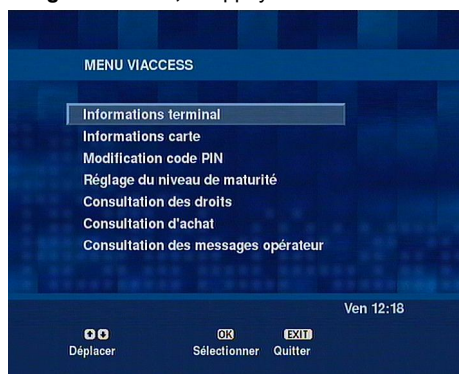 MENU VIACCESS
Informations terminal
Informations carte
Modification code PIN
Réglage du niveau de maturité
Consultation des droits
Consultation d'achat
Consultation des messages opérateur
Ven 12:18
OK EXIT
Déplacer Sélectionner Quitter